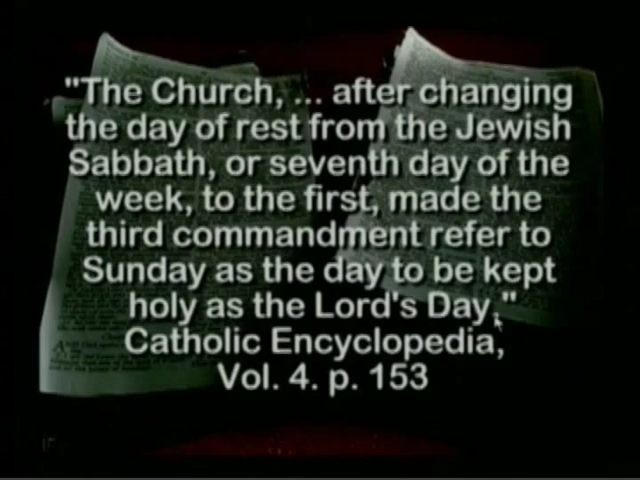 "The Church, ... after changing
the day of rest from the Jewish
Sabbath, or seventh day of the
week, to the first, made the
third commandment refer to
Sunday as the day to be kept
holy as the Lord's Day,"
Catholic Encyclopedia,
Vol. 4. p. 153